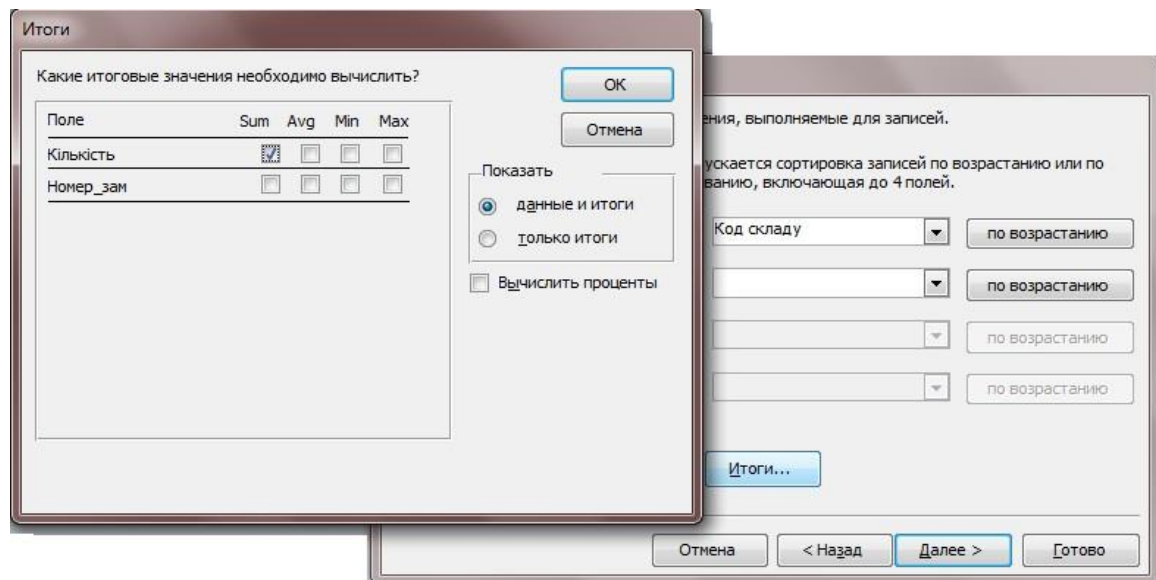 Итоги
Какие итоговые значения необходимо вычислить?
Поле Sum Avg Min Max
Кількість
Номер_зам
OK
Отмена
Показать
данные и итоги
только итоги
Вычислить проценты
ения, выполняемые для записей.
ускается сортировка записей по возрастанию или по
ванию, включающая до 4 полей.
Код складу по возрастанию
по возрастанию
по возрастанию
по возрастанию
Итоги...
Отмена < Назад Далее > Готово